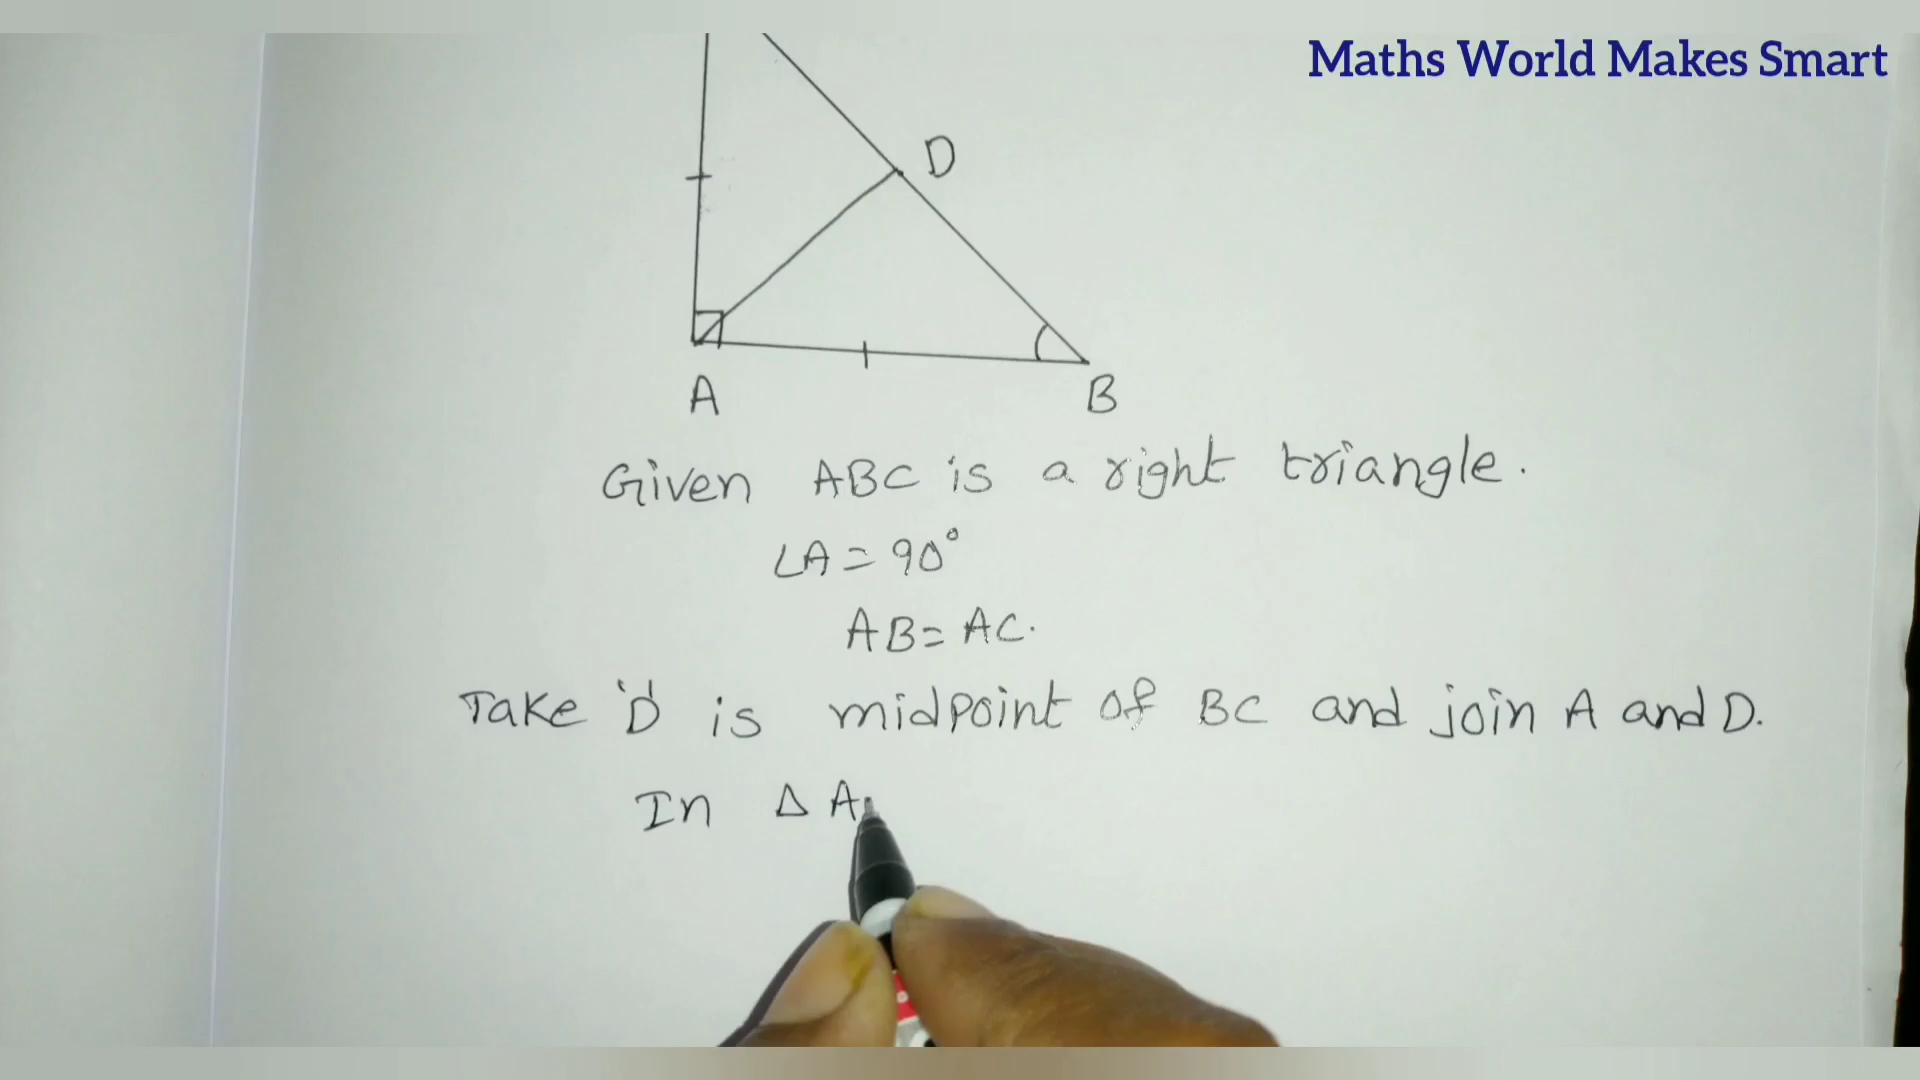 Maths World Makes Smart
D
A B
Given ABC is a right triangle.
∠A = 90°
AB = AC.
Take 'D' is midpoint of BC and join A and D.
In Δ A